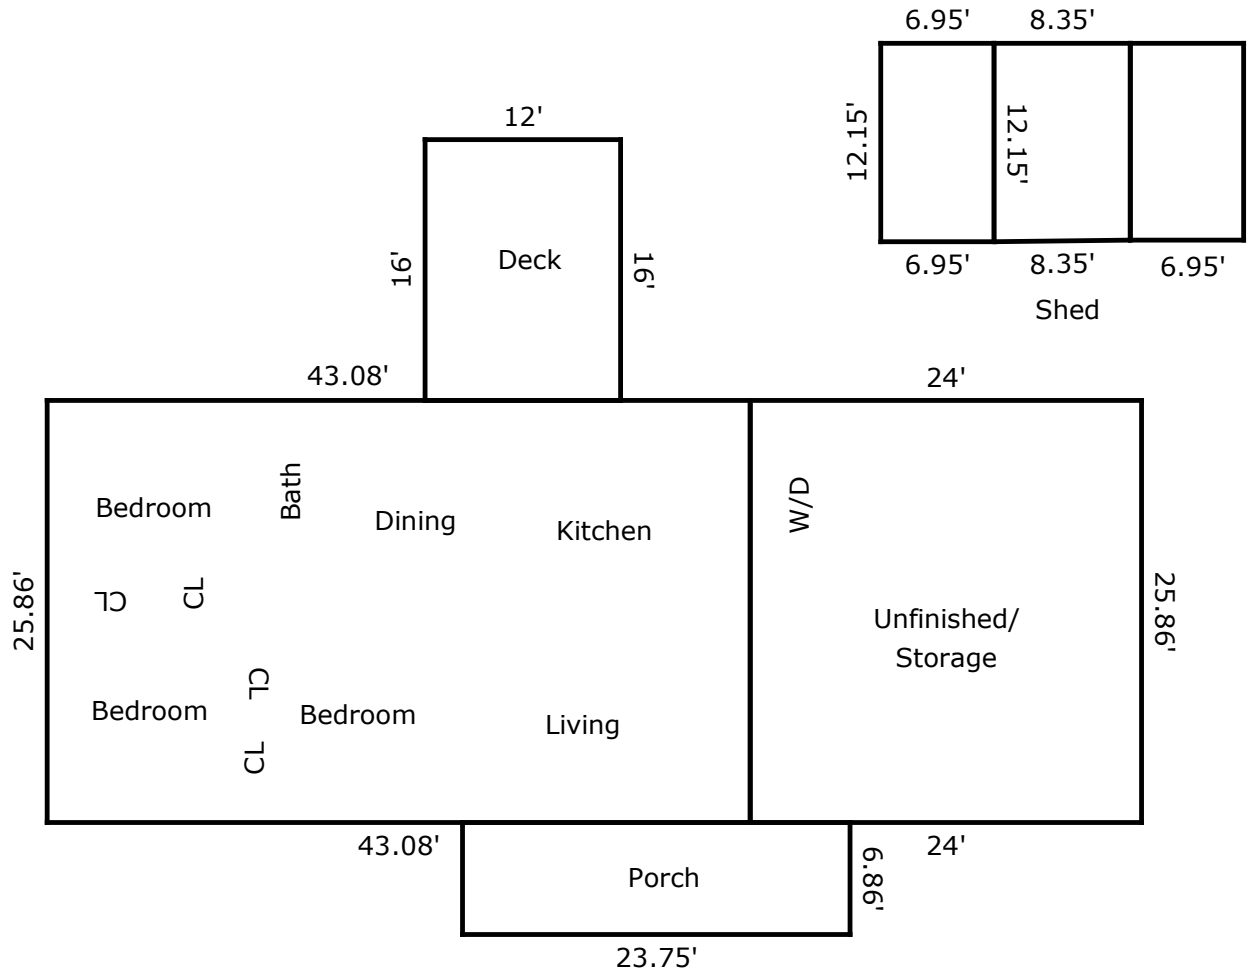 6.95' 8.35'
12.15' 12.15'
6.95' 8.35' 6.95'
Shed
12'
16' Deck 16'
43.08' 24'
Bedroom Bath Dining Kitchen W/D
25.86' CL CL 25.86'
Unfinished/
Storage
CL
Bedroom Bedroom Living
CL
43.08' 24'
Porch 6.86'
23.75'